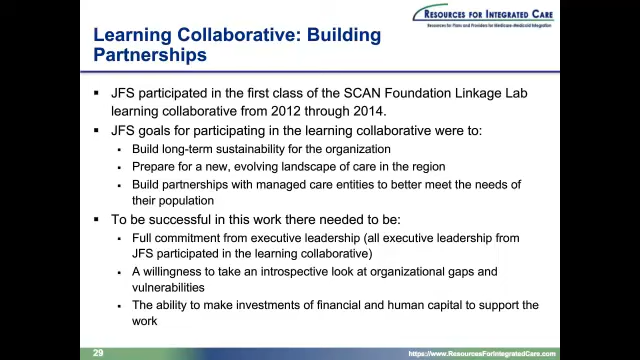 RESOURCES FOR INTEGRATED CARE
Resources for Plans and Providers for Medicare-Medicaid Integration
Learning Collaborative: Building
Partnerships
▪ JFS participated in the first class of the SCAN Foundation Linkage Lab
learning collaborative from 2012 through 2014.
▪ JFS goals for participating in the learning collaborative were to:
▪ Build long-term sustainability for the organization
▪ Prepare for a new, evolving landscape of care in the region
▪ Build partnerships with managed care entities to better meet the needs of
their population
▪ To be successful in this work there needed to be:
▪ Full commitment from executive leadership (all executive leadership from
JFS participated in the learning collaborative)
▪ A willingness to take an introspective look at organizational gaps and
vulnerabilities
▪ The ability to make investments of financial and human capital to support the
work
29
https://www.ResourcesForIntegratedCare.com